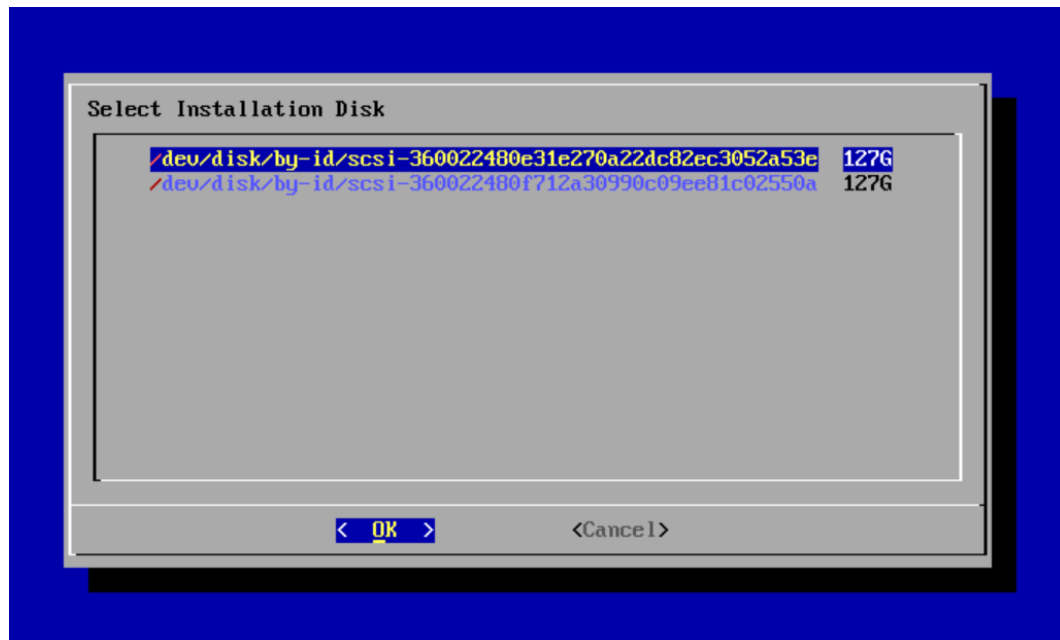 Select Installation Disk
/dev/disk/by-id/scsi-360022480e31e270a22dc82ec3052a53e 127G
/dev/disk/by-id/scsi-360022480f712a30990c09ee81c02550a 127G
< OK > <Cancel>